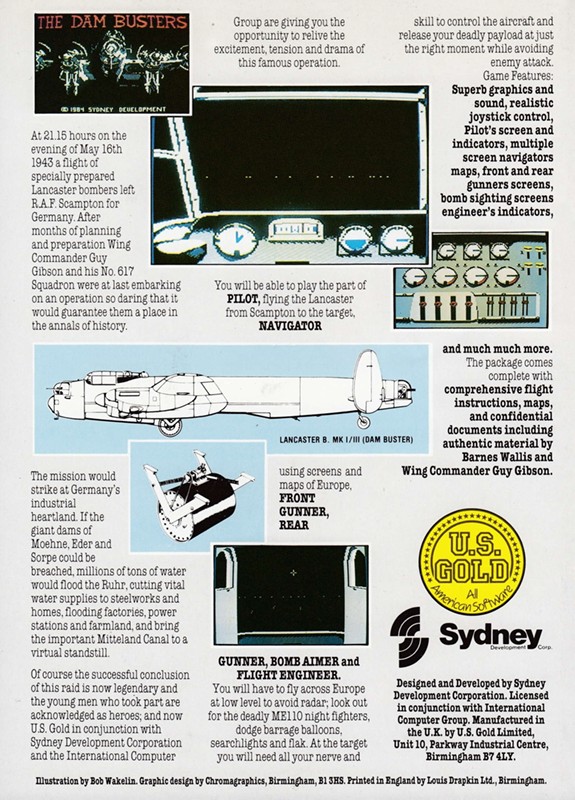 THE DAM BUSTERS
© 1984 SYDNEY DEVELOPMENT
At 21.15 hours on the
evening of May 16th
1943 a flight of
specially prepared
Lancaster bombers left
R.A.F. Scampton for
Germany. After
months of planning
and preparation Wing
Commander Guy
Gibson and his No. 617
Squadron were at last embarking
on an operation so daring that it
would guarantee them a place in
the annals of history.
LANCASTER B. MK I/III (DAM BUSTER)
The mission would
strike at Germany's
industrial
heartland. If the
giant dams of
Moehne, Eder and
Sorpe could be
breached, millions of tons of water
would flood the Ruhr, cutting vital
water supplies to steelworks and
homes, flooding factories, power
stations and farmland, and bring
the important Mitteland Canal to a
virtual standstill.
Of course the successful conclusion
of this raid is now legendary and
the young men who took part are
acknowledged as heroes; and now
U.S. Gold in conjunction with
Sydney Development Corporation
and the International Computer
Group are giving you the
opportunity to relive the
excitement, tension and drama of
this famous operation.
You will be able to play the part of
PILOT, flying the Lancaster
from Scampton to the target,
NAVIGATOR
using screens and
maps of Europe,
FRONT
GUNNER,
REAR
GUNNER, BOMB AIMER and
FLIGHT ENGINEER.
You will have to fly across Europe
at low level to avoid radar; look out
for the deadly ME110 night fighters,
dodge barrage balloons,
searchlights and flak. At the target
you will need all your nerve and
skill to control the aircraft and
release your deadly payload at just
the right moment while avoiding
enemy attack.
Game Features:
Superb graphics and
sound, realistic
joystick control,
Pilot's screen and
indicators, multiple
screen navigators
maps, front and rear
gunners screens,
bomb sighting screens
engineer's indicators,
and much much more.
The package comes
complete with
comprehensive flight
instructions, maps,
and confidential
documents including
authentic material by
Barnes Wallis and
Wing Commander Guy Gibson.
U.S.
GOLD
All
American Software
Sydney
Development Corp.
Designed and Developed by Sydney
Development Corporation. Licensed
in conjunction with International
Computer Group. Manufactured in
the U.K. by U.S. Gold Limited,
Unit 10, Parkway Industrial Centre,
Birmingham B7 4LY.
Illustration by Bob Wakelin. Graphic design by Chromagraphics, Birmingham, B1 3HS. Printed in England by Louis Drapkin Ltd., Birmingham.